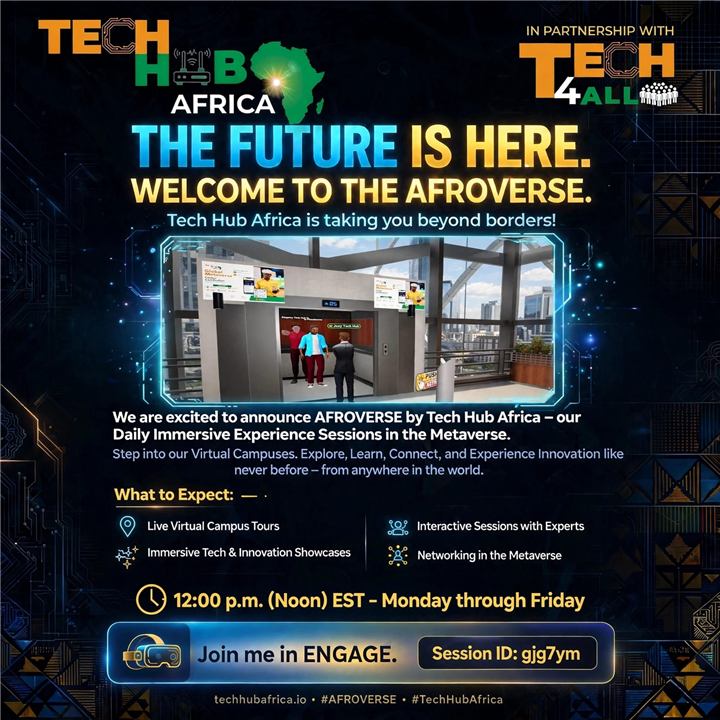 TECH
HUB
AFRICA
IN PARTNERSHIP WITH
TECH
4ALL
THE FUTURE IS HERE.
WELCOME TO THE AFROVERSE.
Tech Hub Africa is taking you beyond borders!
We are excited to announce AFROVERSE by Tech Hub Africa – our
Daily Immersive Experience Sessions in the Metaverse.
Step into our Virtual Campuses. Explore, Learn, Connect, and Experience Innovation like
never before – from anywhere in the world.
What to Expect:
Live Virtual Campus Tours
Interactive Sessions with Experts
Immersive Tech & Innovation Showcases
Networking in the Metaverse
12:00 p.m. (Noon) EST - Monday through Friday
Join me in ENGAGE.
Session ID: gjg7ym
techhubafrica.io • #AFROVERSE • #TechHubAfrica